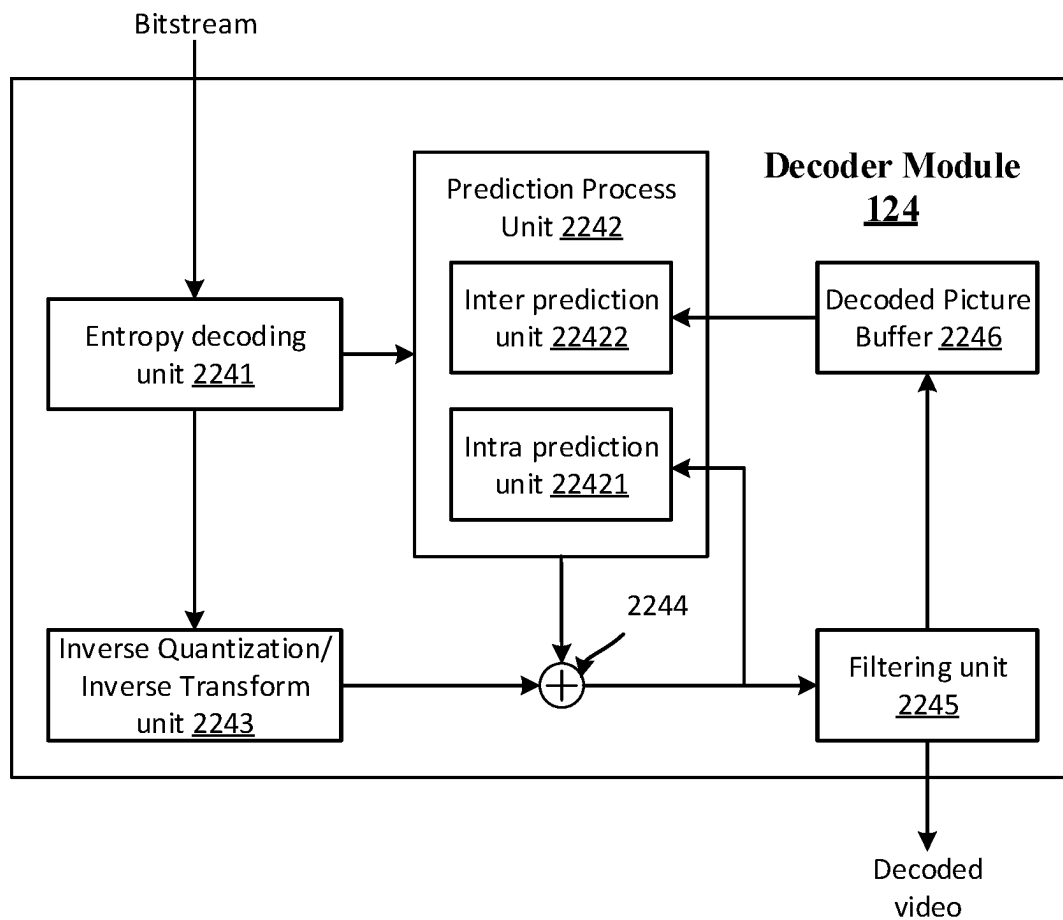 Bitstream
Decoder Module
124
Prediction Process
Unit 2242
Inter prediction
unit 22422
Decoded Picture
Buffer 2246
Entropy decoding
unit 2241
Intra prediction
unit 22421
2244
Inverse Quantization/
Inverse Transform
unit 2243
Filtering unit
2245
Decoded
video